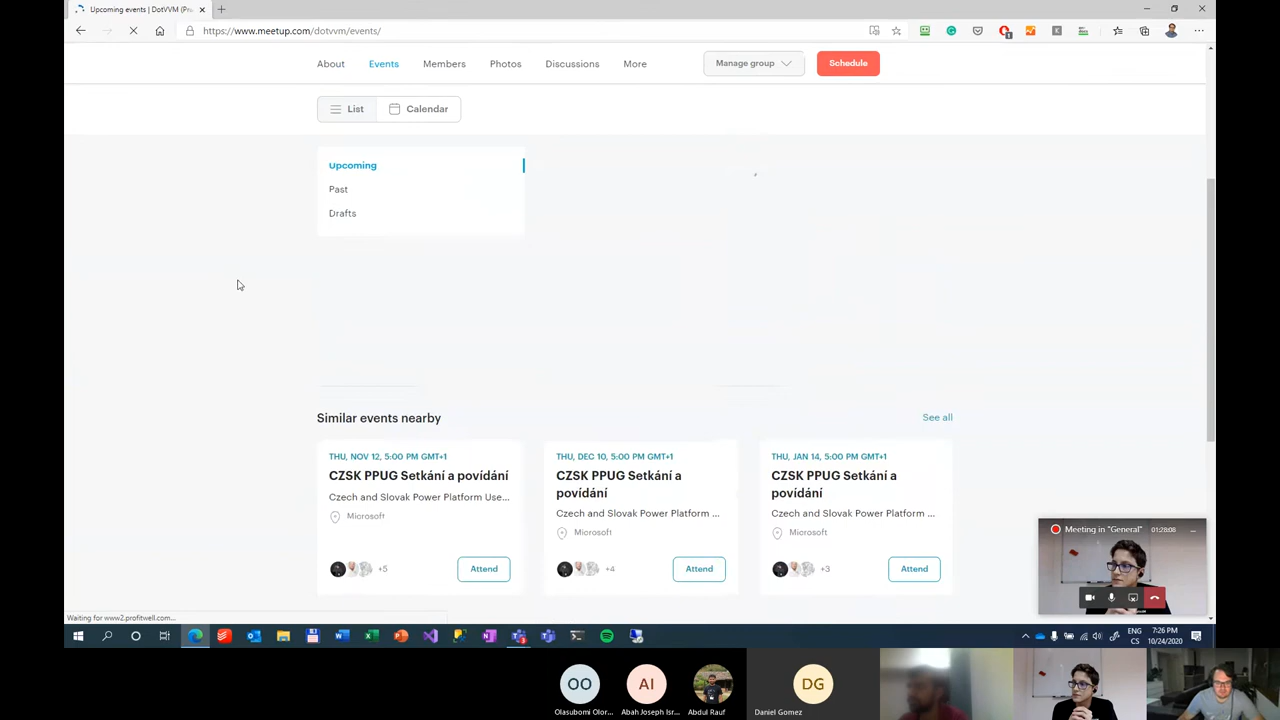 Upcoming events | DotVVM (Pra
https://www.meetup.com/dotvvm/events/
About
Events
Members
Photos
Discussions
More
Manage group
Schedule
List
Calendar
Upcoming
Past
Drafts
Similar events nearby
See all
THU, NOV 12, 5:00 PM GMT+1
CZSK PPUG Setkání a povídání
Czech and Slovak Power Platform Use...
Microsoft
+5
Attend
THU, DEC 10, 5:00 PM GMT+1
CZSK PPUG Setkání a
povídání
Czech and Slovak Power Platform ...
Microsoft
+4
Attend
THU, JAN 14, 5:00 PM GMT+1
CZSK PPUG Setkání a
povídání
Czech and Slovak Power Platform ...
Microsoft
+3
Attend
Meeting in "General"
01:28:08
Waiting for www2.profitwell.com...
ENG
CS
7:26 PM
10/24/2020
OO
Olasubomi Olor...
AI
Abah Joseph Isr...
Abdul Rauf
DG
Daniel Gomez